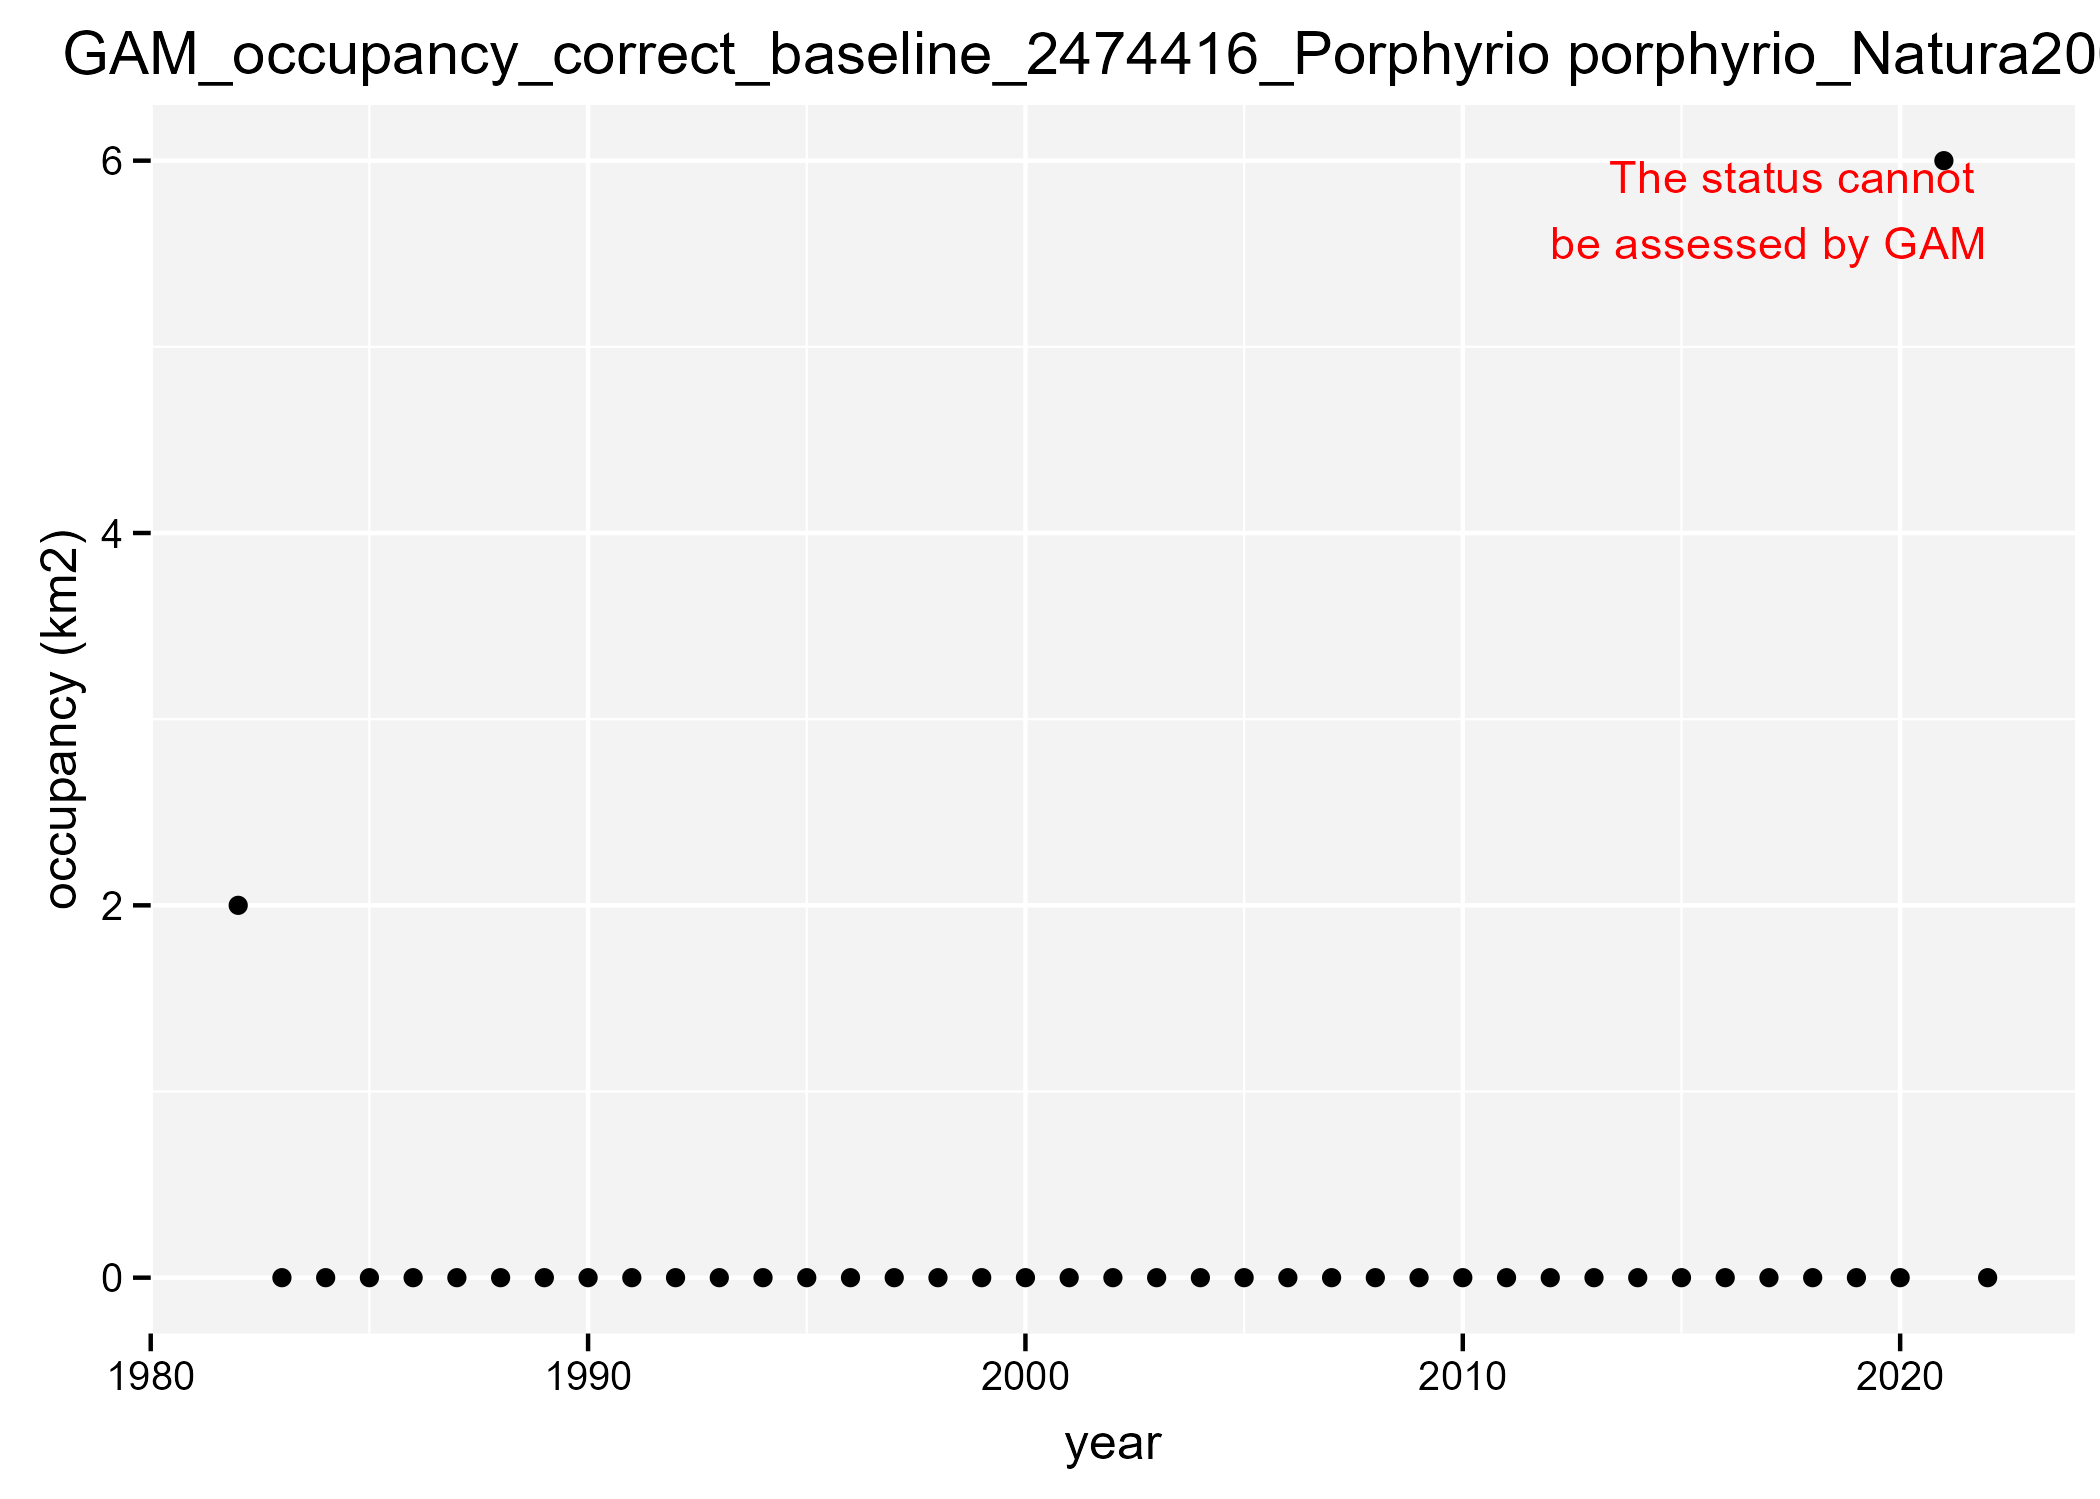 GAM_occupancy_correct_baseline_2474416_Porphyrio porphyrio_Natura20
6
The status cannot
be assessed by GAM
4
occupancy (km2)
2
0
1980 1990 2000 2010 2020
year